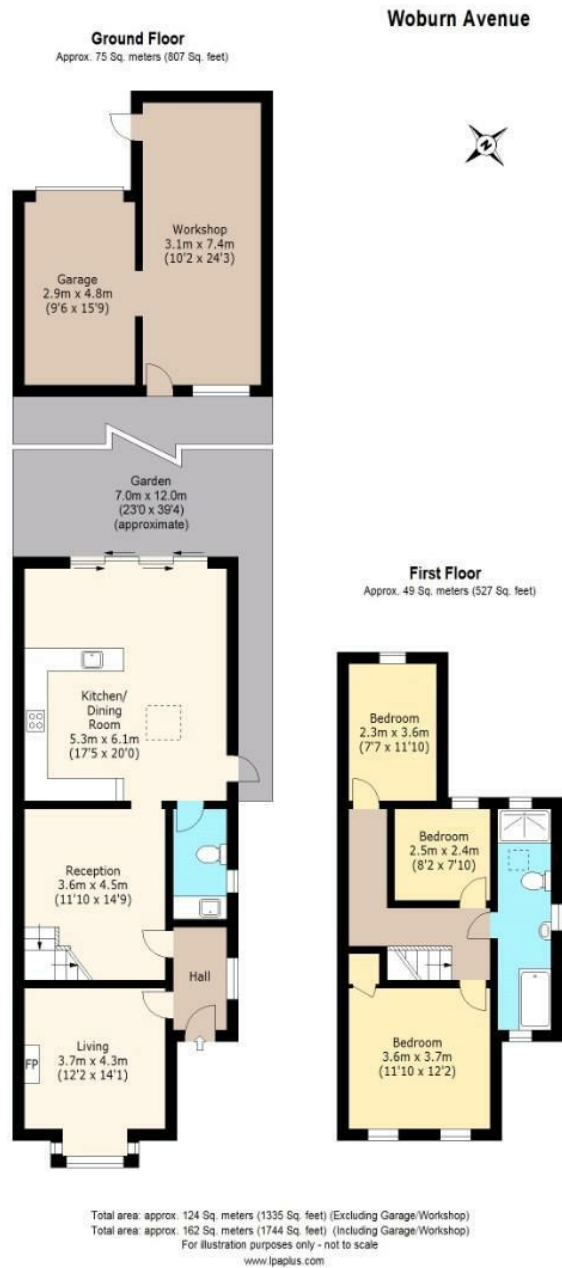 Woburn Avenue
Ground Floor
Approx. 75 Sq. meters (807 Sq. feet)
N
Workshop
3.1m x 7.4m
(10'2 x 24'3)
Garage
2.9m x 4.8m
(9'6 x 15'9)
Garden
7.0m x 12.0m
(23'0 x 39'4)
(approximate)
Kitchen/
Dining
Room
5.3m x 6.1m
(17'5 x 20'0)
Reception
3.6m x 4.5m
(11'10 x 14'9)
Hall
Living
3.7m x 4.3m
(12'2 x 14'1)
FP
First Floor
Approx. 49 Sq. meters (527 Sq. feet)
Bedroom
2.3m x 3.6m
(7'7 x 11'10)
Bedroom
2.5m x 2.4m
(8'2 x 7'10)
Bedroom
3.6m x 3.7m
(11'10 x 12'2)
Total area: approx. 124 Sq. meters (1335 Sq. feet) (Excluding Garage/Workshop)
Total area: approx. 162 Sq. meters (1744 Sq. feet) (Including Garage/Workshop)
For illustration purposes only - not to scale
www.lpaplus.com